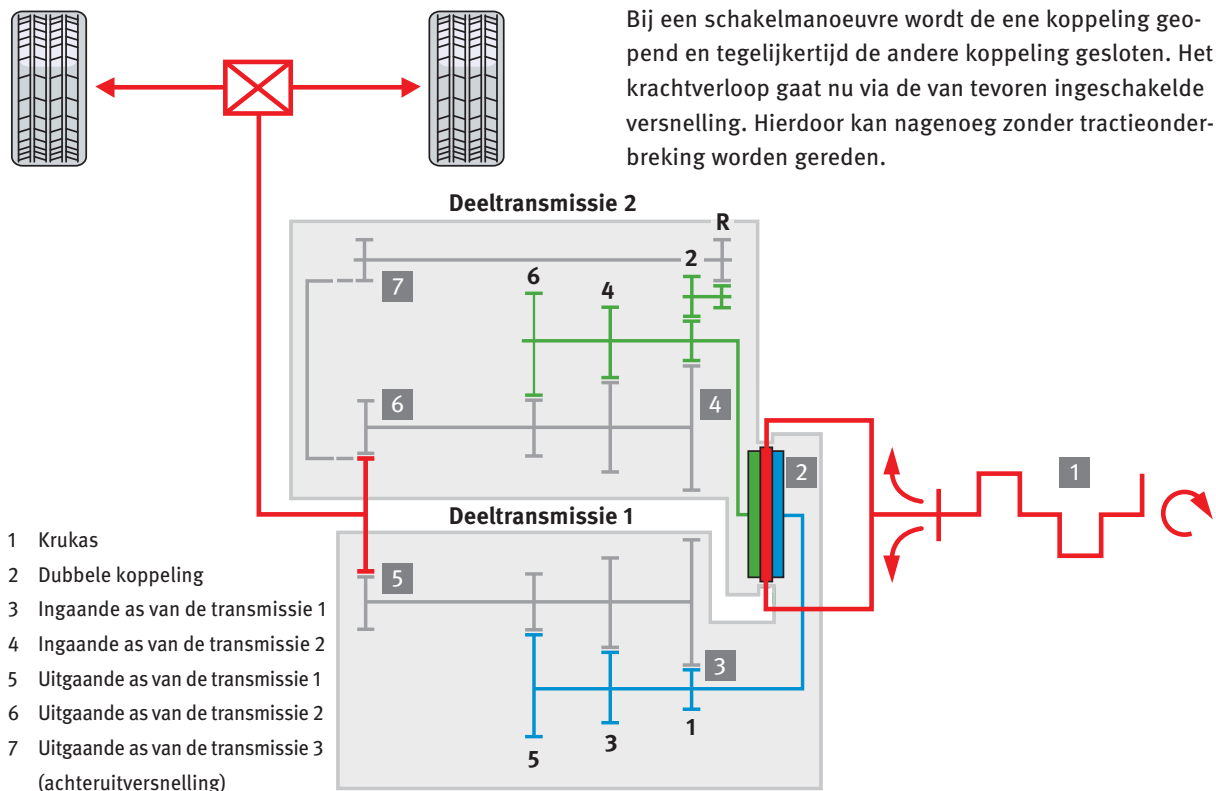 Bij een schakelmanoeuvre wordt de ene koppeling geo-
pend en tegelijkertijd de andere koppeling gesloten. Het
krachtverloop gaat nu via de van tevoren ingeschakelde
versnelling. Hierdoor kan nagenoeg zonder tractieonder-
breking worden gereden.
Deeltransmissie 2
R
2
6
4
7
6
4
2
1
Deeltransmissie 1
5
3
1
3
5
1 Krukas
2 Dubbele koppeling
3 Ingaande as van de transmissie 1
4 Ingaande as van de transmissie 2
5 Uitgaande as van de transmissie 1
6 Uitgaande as van de transmissie 2
7 Uitgaande as van de transmissie 3
(achteruitversnelling)